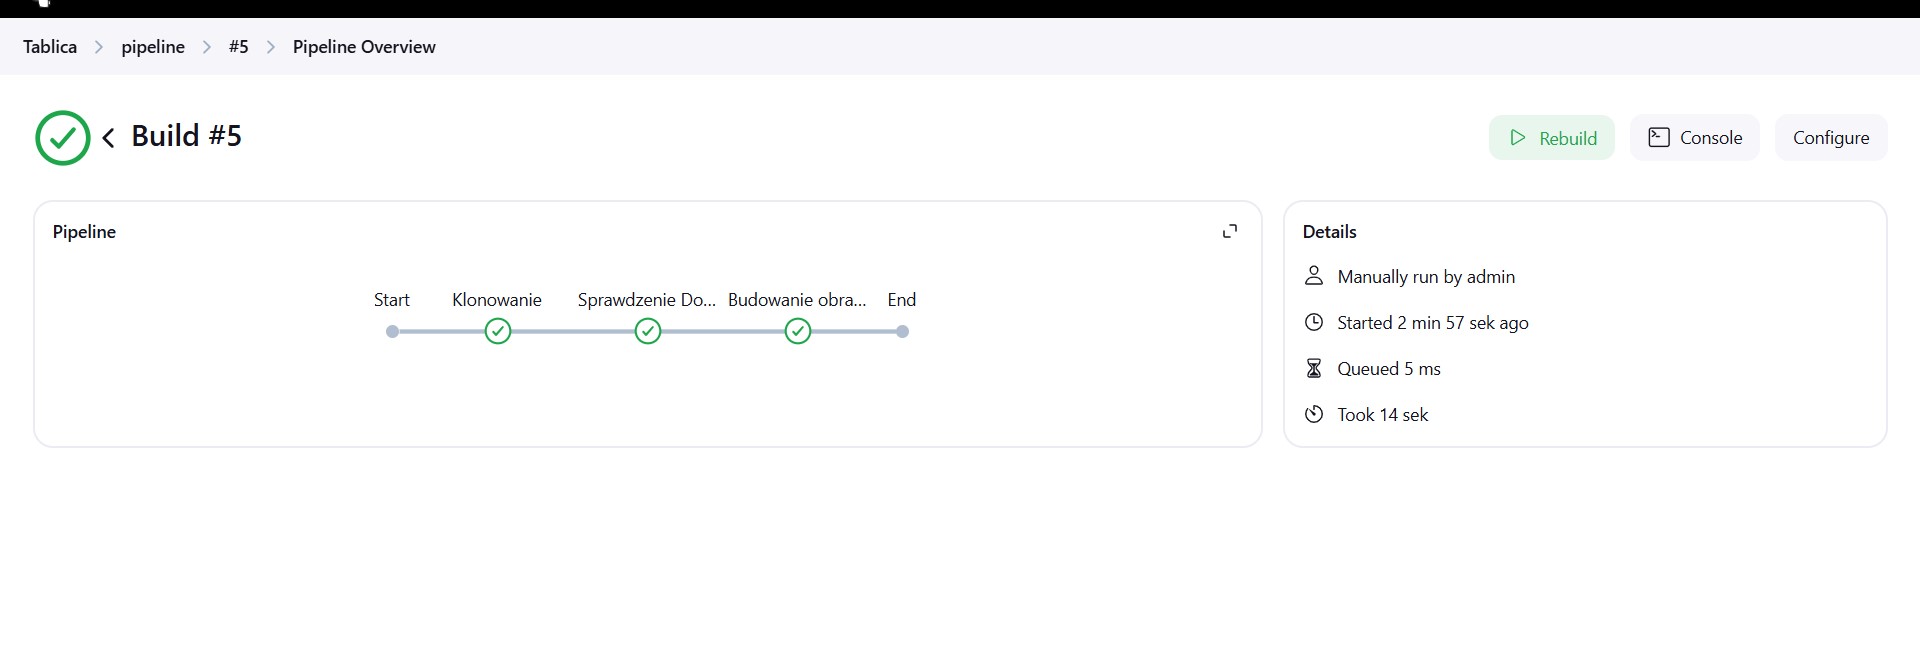 Tablica > pipeline > #5 > Pipeline Overview
Build #5
Rebuild
Console
Configure
Pipeline
Start Klonowanie Sprawdzenie Do... Budowanie obra... End
Details
Manually run by admin
Started 2 min 57 sek ago
Queued 5 ms
Took 14 sek